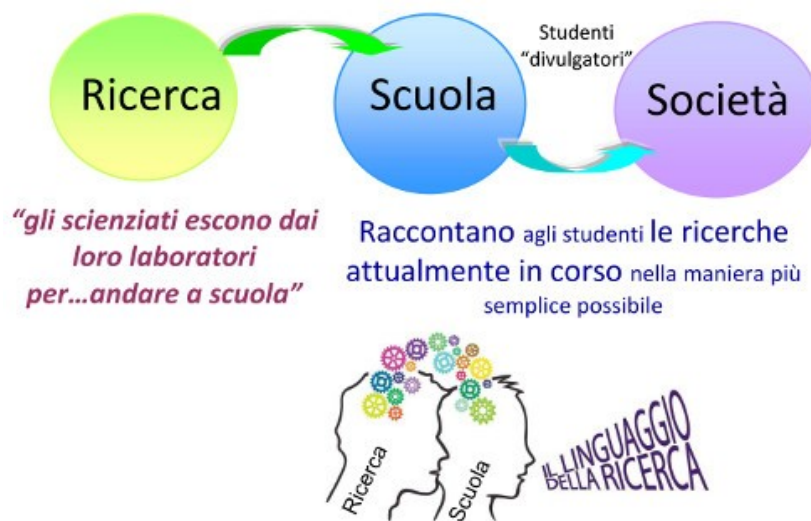 Ricerca
Scuola
Studenti
“divulgatori”
Società
“gli scienziati escono dai
loro laboratori
per...andare a scuola”
Raccontano agli studenti le ricerche
attualmente in corso nella maniera più
semplice possibile
Ricerca
Scuola
IL LINGUAGGIO
DELLA RICERCA